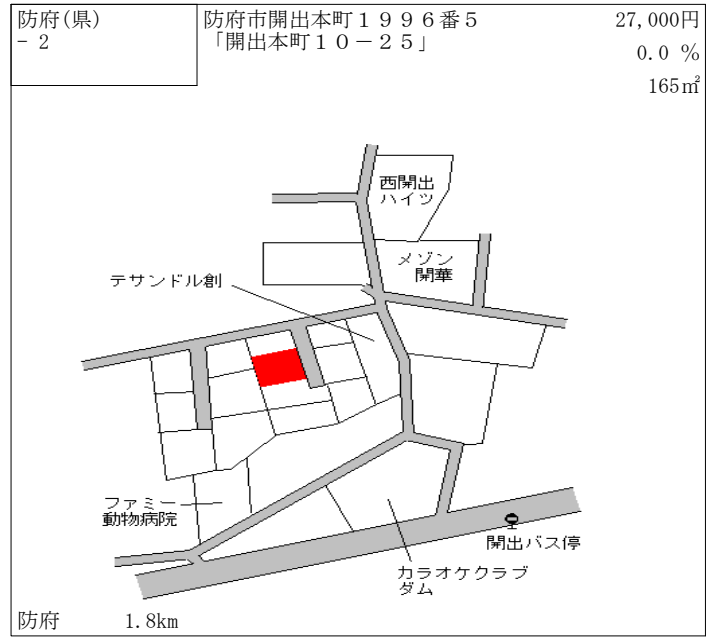 防府(県)
- 2
防府市開出本町１９９６番５
「開出本町１０－２５」
27,000円
0.0 %
165㎡
西開出
ハイツ
メゾン
開華
テサンドル創
ファミー
動物病院
開出バス停
カラオケクラブ
ダム
防府 1.8km